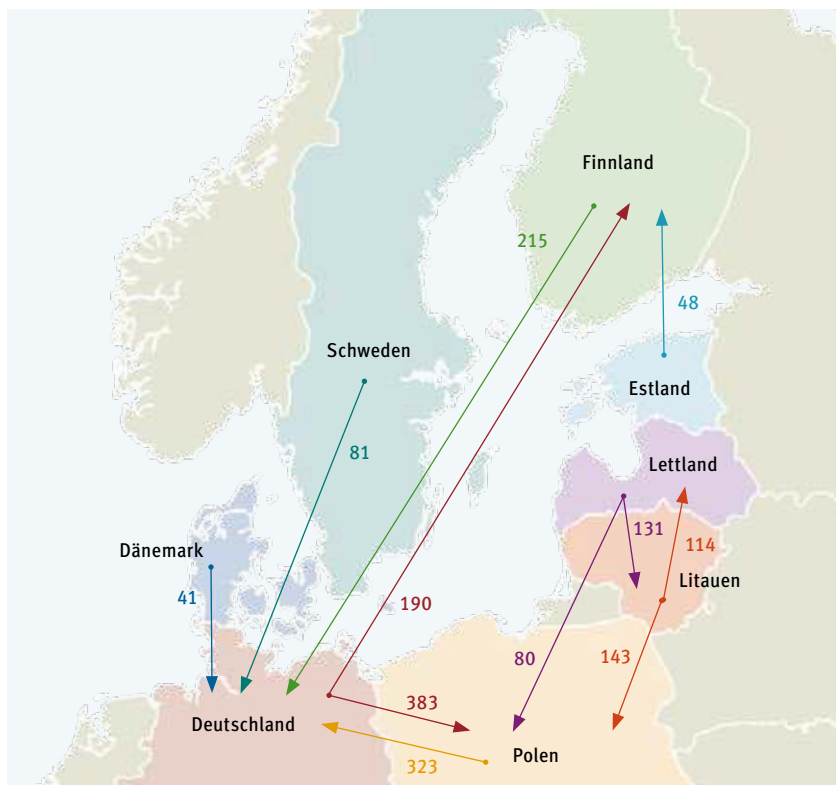 Finnland
215
48
Schweden
Estland
81
Lettland
131
114
Dänemark
Litauen
41
190
80
143
383
Deutschland
Polen
323